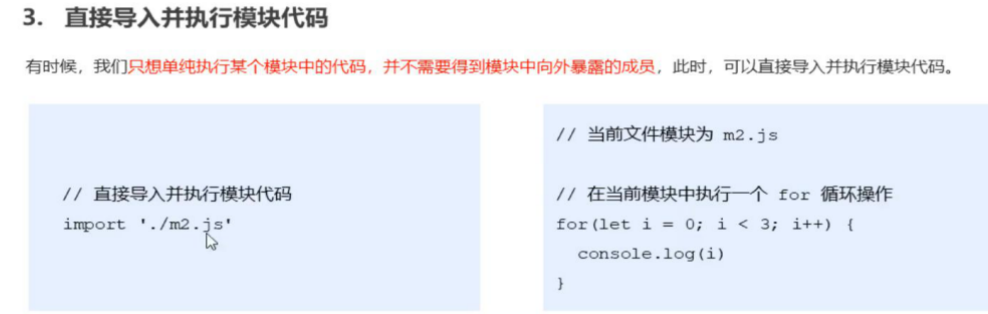 3. 直接导入并执行模块代码
有时候，我们只想单纯执行某个模块中的代码，并不需要得到模块中向外暴露的成员，此时，可以直接导入并执行模块代码。
// 直接导入并执行模块代码
import './m2.js'
// 当前文件模块为 m2.js
// 在当前模块中执行一个 for 循环操作
for(let i = 0; i < 3; i++) {
  console.log(i)
}